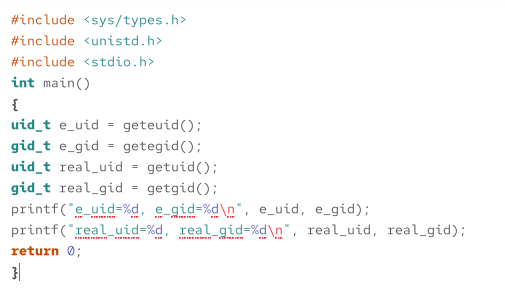 #include <sys/types.h>
#include <unistd.h>
#include <stdio.h>
int main()
{
uid_t e_uid = geteuid();
gid_t e_gid = getegid();
uid_t real_uid = getuid();
gid_t real_gid = getgid();
printf("e_uid=%d, e_gid=%d\n", e_uid, e_gid);
printf("real_uid=%d, real_gid=%d\n", real_uid, real_gid);
return 0;
}